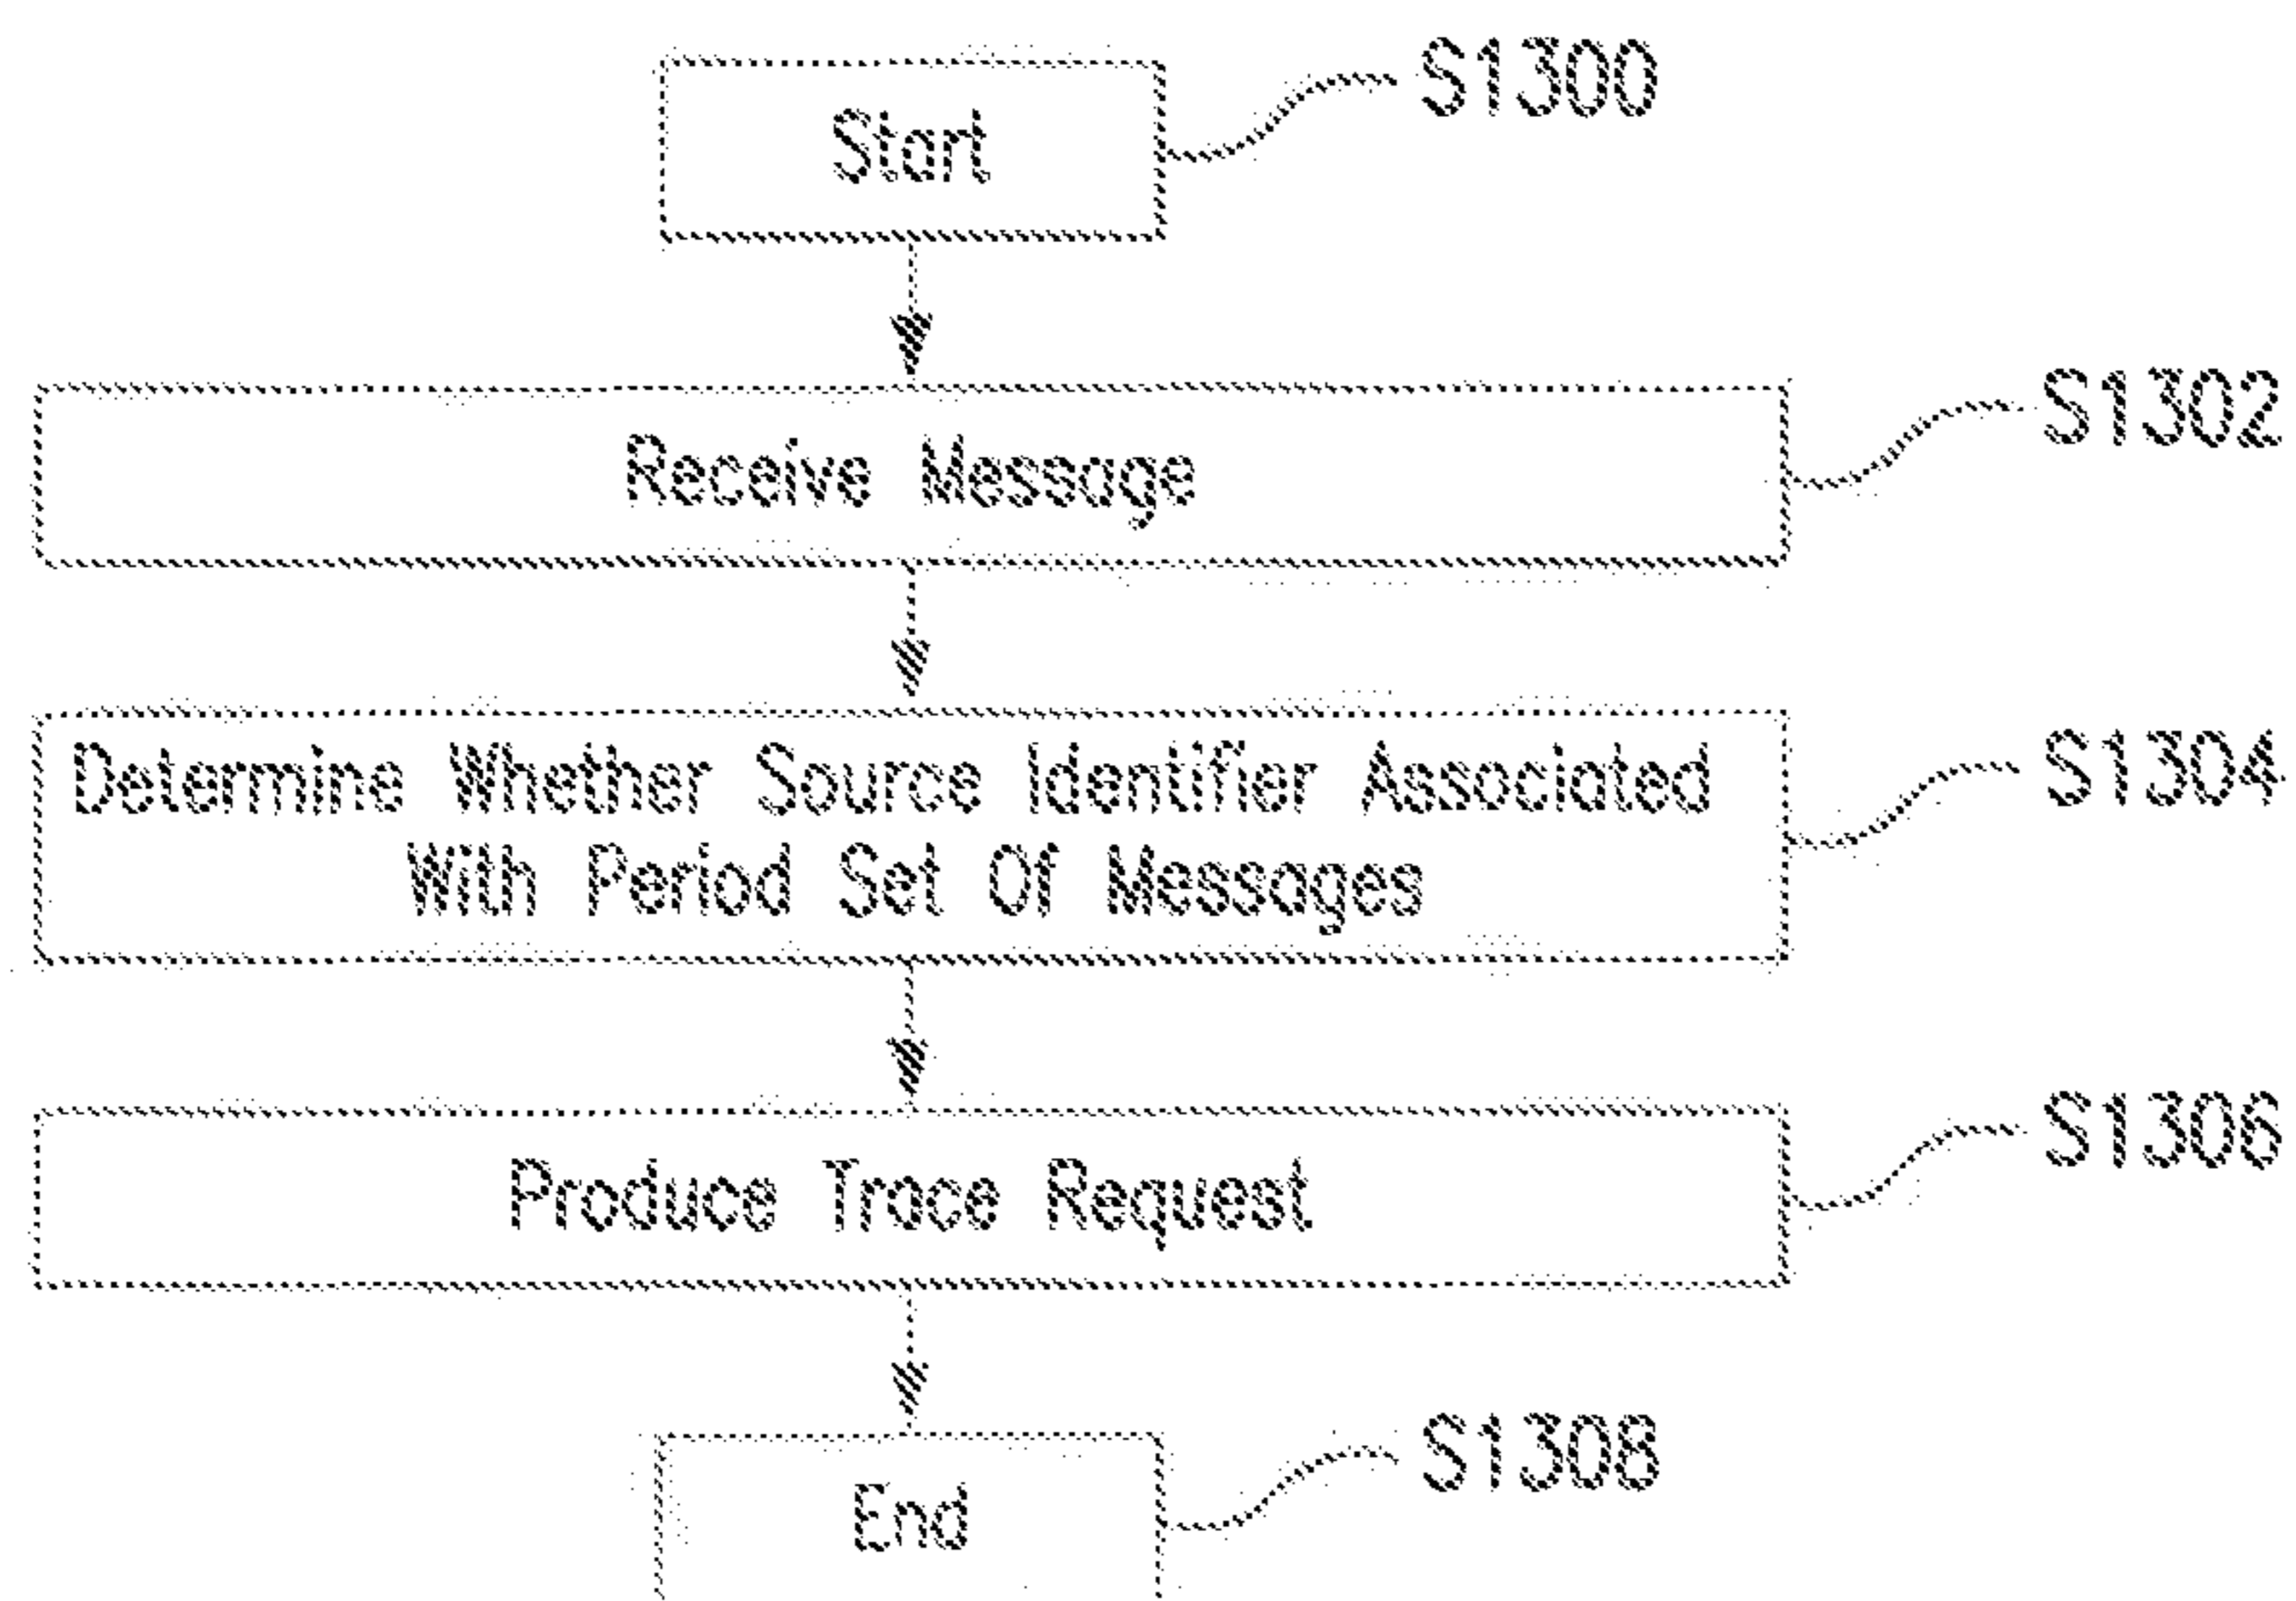 Start
S1300
Receive Message
S1302
Determine Whether Source Identifier Associated
With Period Set Of Messages
S1304
Produce Trace Request
S1306
End
S1308